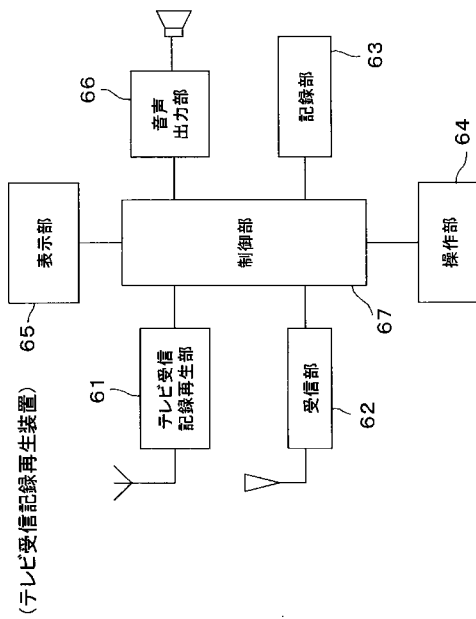 (テレビ受信記録再生装置)
65
表示部
61
テレビ受信
記録再生部
66
音声
出力部
制御部
67
62
受信部
63
記録部
64
操作部